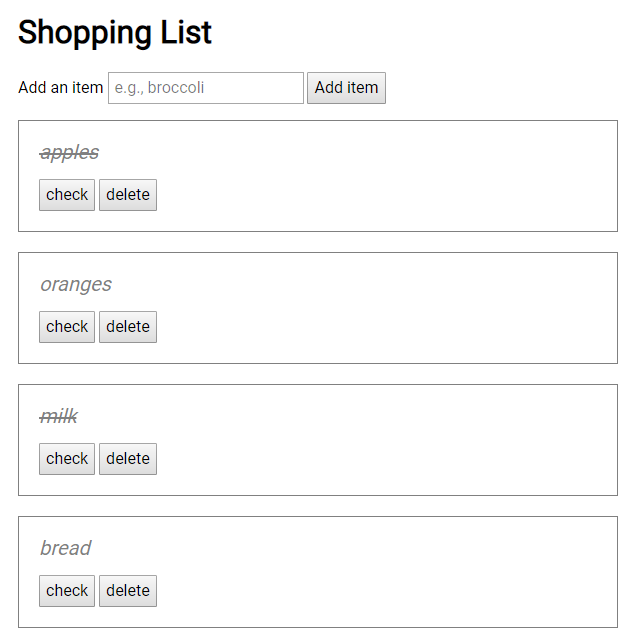 Shopping List
Add an item e.g., broccoli Add item
apples
check delete
oranges
check delete
milk
check delete
bread
check delete